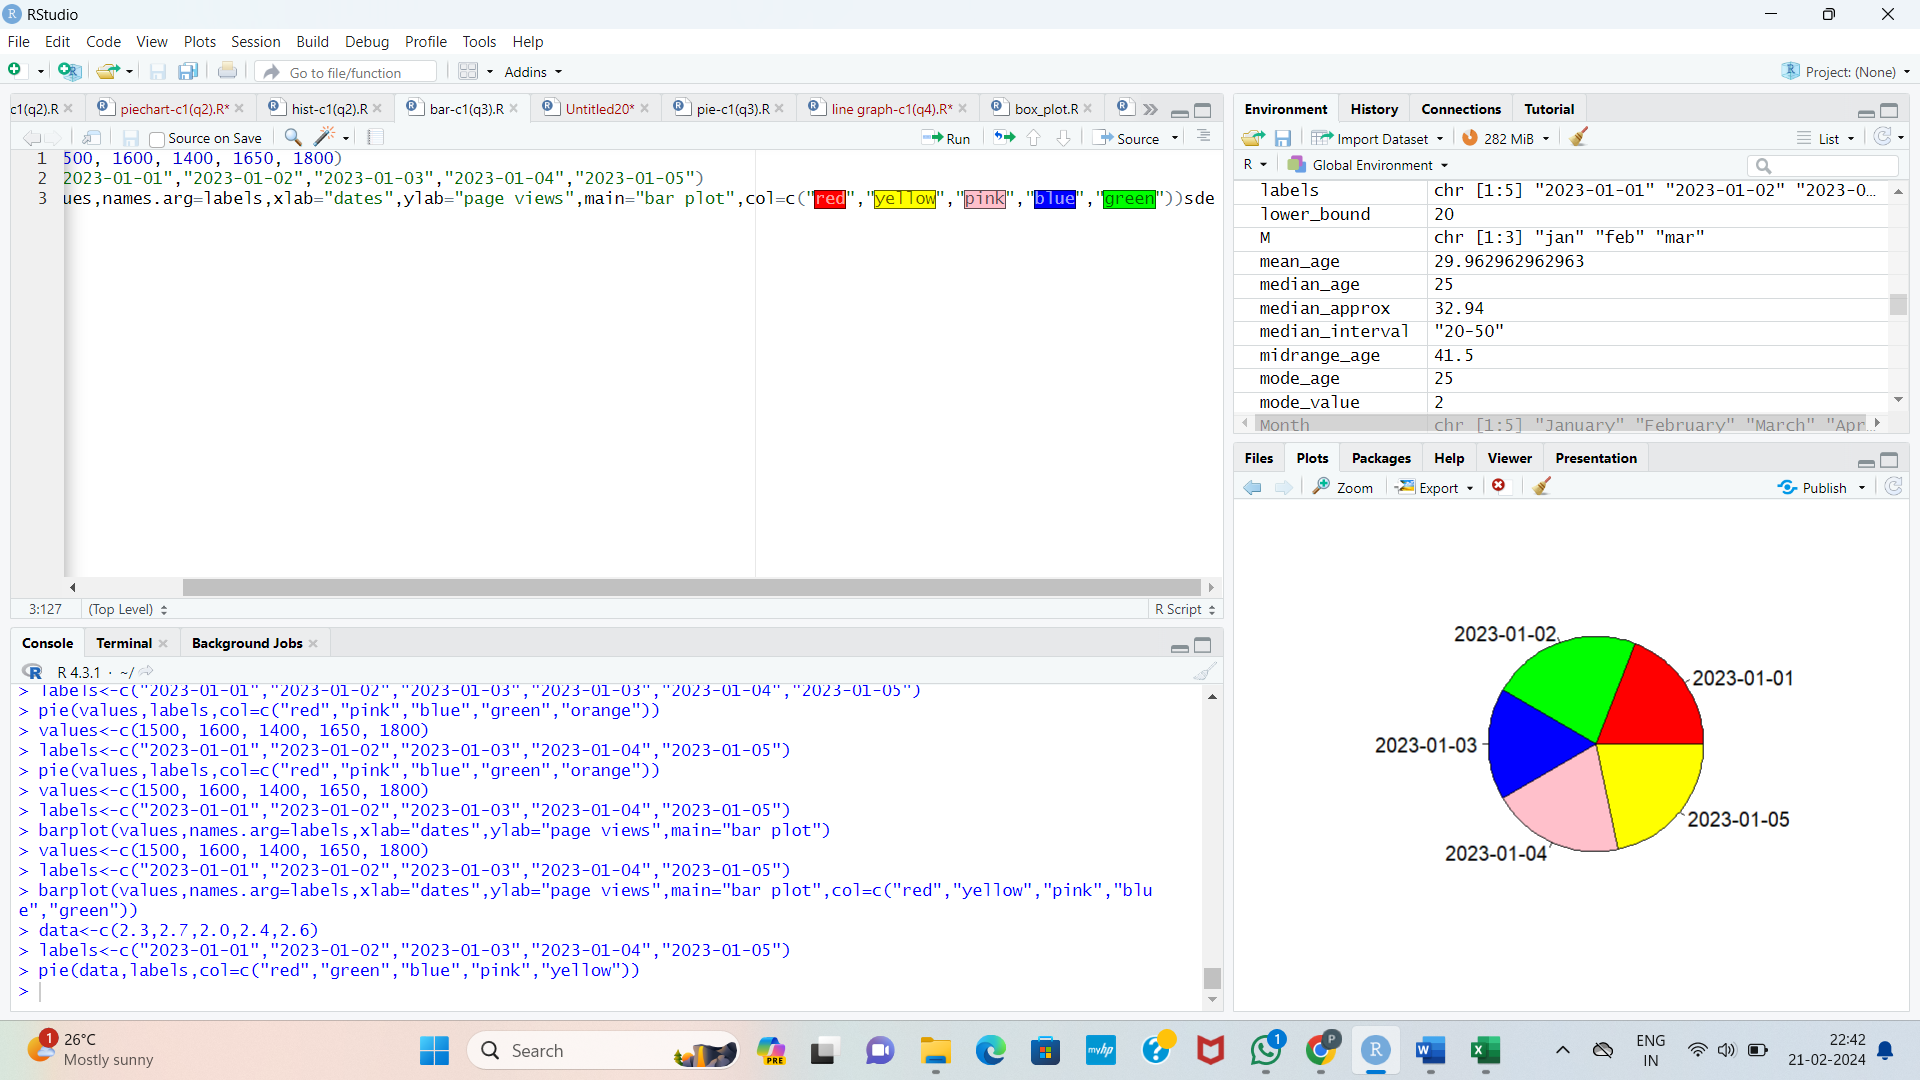 RStudio
File Edit Code View Plots Session Build Debug Profile Tools Help
Go to file/function Addins Project: (None)
c1(q2).R piechart-c1(q2).R* hist-c1(q2).R bar-c1(q3).R Untitled20* pie-c1(q3).R line graph-c1(q4).R* box_plot.R
Source on Save Run Source
1 500, 1600, 1400, 1650, 1800)
2 2023-01-01","2023-01-02","2023-01-03","2023-01-04","2023-01-05")
3 ues,names.arg=labels,xlab="dates",ylab="page views",main="bar plot",col=c("red","yellow","pink","blue","green"))sde
3:127 (Top Level) R Script
Console Terminal Background Jobs
R 4.3.1 · ~/
> labels<-c("2023-01-01","2023-01-02","2023-01-03","2023-01-03","2023-01-04","2023-01-05")
> pie(values,labels,col=c("red","pink","blue","green","orange"))
> values<-c(1500, 1600, 1400, 1650, 1800)
> labels<-c("2023-01-01","2023-01-02","2023-01-03","2023-01-04","2023-01-05")
> pie(values,labels,col=c("red","pink","blue","green","orange"))
> values<-c(1500, 1600, 1400, 1650, 1800)
> labels<-c("2023-01-01","2023-01-02","2023-01-03","2023-01-04","2023-01-05")
> barplot(values,names.arg=labels,xlab="dates",ylab="page views",main="bar plot")
> values<-c(1500, 1600, 1400, 1650, 1800)
> labels<-c("2023-01-01","2023-01-02","2023-01-03","2023-01-04","2023-01-05")
> barplot(values,names.arg=labels,xlab="dates",ylab="page views",main="bar plot",col=c("red","yellow","pink","blu
e","green"))
> data<-c(2.3,2.7,2.0,2.4,2.6)
> labels<-c("2023-01-01","2023-01-02","2023-01-03","2023-01-04","2023-01-05")
> pie(data,labels,col=c("red","green","blue","pink","yellow"))
>
Environment History Connections Tutorial
Import Dataset 282 MiB List
R Global Environment
labels chr [1:5] "2023-01-01" "2023-01-02" "2023-0...
lower_bound 20
M chr [1:3] "jan" "feb" "mar"
mean_age 29.962962962963
median_age 25
median_approx 32.94
median_interval "20-50"
midrange_age 41.5
mode_age 25
mode_value 2
Month chr [1:5] "January" "February" "March" "Apr...
Files Plots Packages Help Viewer Presentation
Zoom Export Publish
2023-01-02
2023-01-01
2023-01-03
2023-01-05
2023-01-04
1 26°C
Mostly sunny
Search
PRE
myhp
1
P
R
W
X
ENG
IN
22:42
21-02-2024